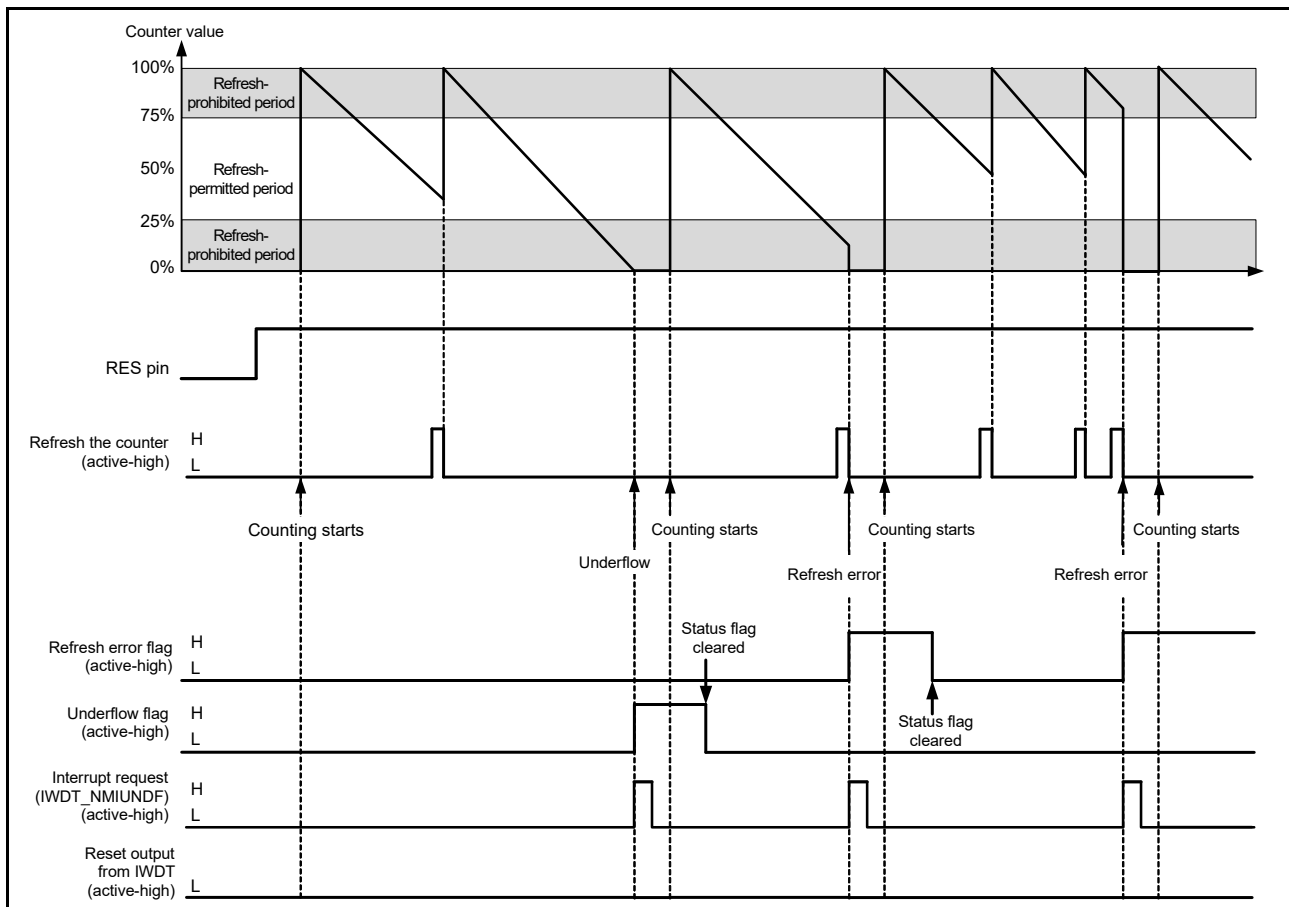 Counter value
100%
Refresh-
prohibited period
75%
50%
Refresh-
permitted period
25%
Refresh-
prohibited period
0%
RES pin
Refresh the counter
(active-high)
H
L
Counting starts
Underflow
Counting starts
Refresh error
Counting starts
Refresh error
Counting starts
Refresh error flag
(active-high)
H
L
Status flag
cleared
Underflow flag
(active-high)
H
L
Status flag
cleared
Interrupt request
(IWDT_NMIUNDF)
(active-high)
H
L
Reset output
from IWDT
(active-high)
L